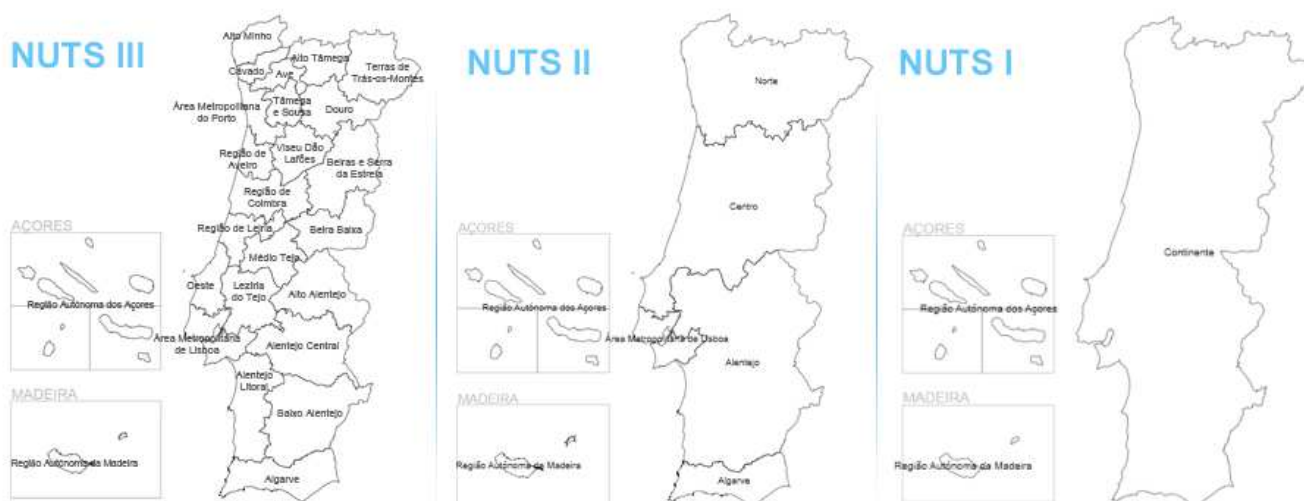 NUTS III
Alto Minho
Cávado
Ave
Alto Tâmega
Terras de
Trás-os-Montes
Área Metropolitana
do Porto
Tâmega
e Sousa
Douro
Região de
Aveiro
Viseu Dão
Lafões
Beiras e Serra
da Estrela
Região de
Coimbra
Região de Leiria
Beira Baixa
Médio Tejo
Oeste
Lezíria
do Tejo
Alto Alentejo
Área Metropolitana
de Lisboa
Alentejo Central
Alentejo
Litoral
Baixo Alentejo
Algarve
AÇORES
Região Autónoma dos Açores
MADEIRA
Região Autónoma da Madeira
NUTS II
Norte
Centro
Área Metropolitana de Lisboa
Alentejo
Algarve
AÇORES
Região Autónoma dos Açores
MADEIRA
Região Autónoma da Madeira
NUTS I
Continente
AÇORES
Região Autónoma dos Açores
MADEIRA
Região Autónoma da Madeira